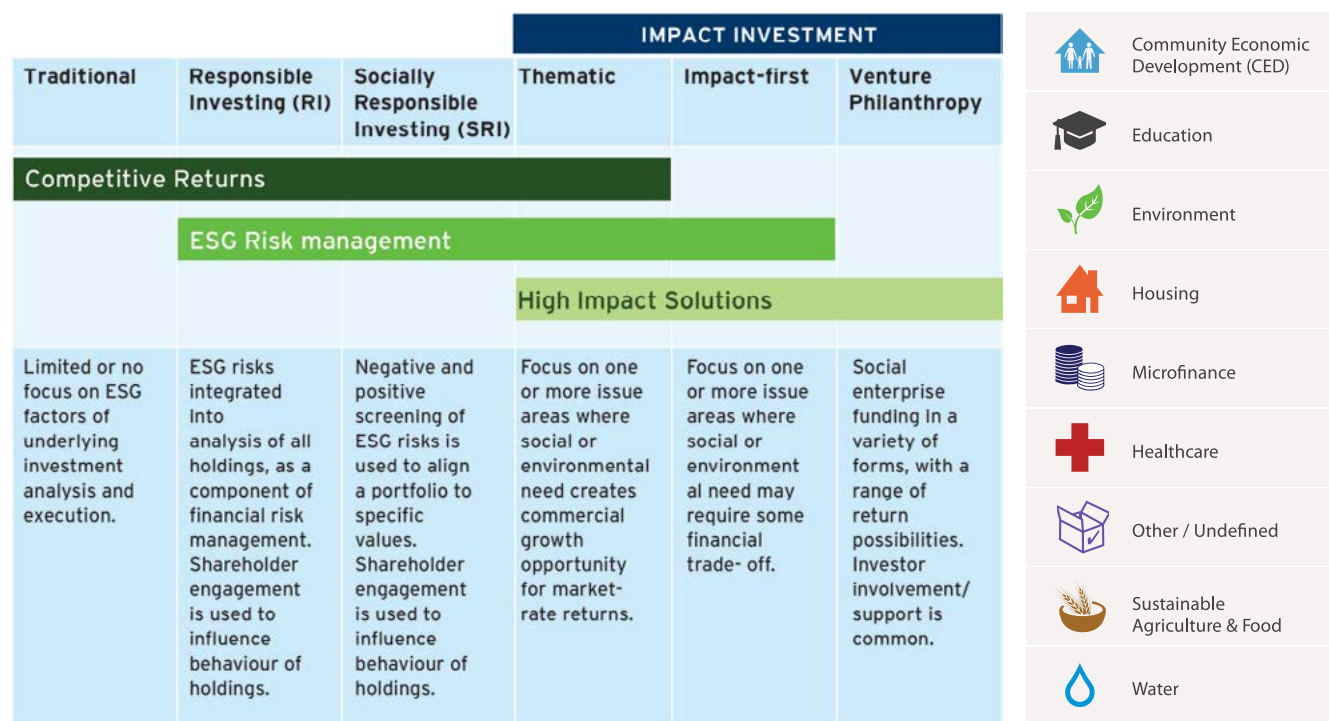 IMPACT INVESTMENT
Traditional
Responsible
Investing (RI)
Socially
Responsible
Investing (SRI)
Thematic
Impact-first
Venture
Philanthropy
Competitive Returns
ESG Risk management
High Impact Solutions
Limited or no
focus on ESG
factors of
underlying
investment
analysis and
execution.
ESG risks
integrated
into
analysis of all
holdings, as a
component of
financial risk
management.
Shareholder
engagement
is used to
influence
behaviour of
holdings.
Negative and
positive
screening of
ESG risks is
used to align
a portfolio to
specific
values.
Shareholder
engagement
is used to
influence
behaviour of
holdings.
Focus on one
or more issue
areas where
social or
environmental
need creates
commercial
growth
opportunity
for market-
rate returns.
Focus on one
or more issue
areas where
social or
environment
al need may
require some
financial
trade- off.
Social
enterprise
funding in a
variety of
forms, with a
range of
return
possibilities.
Investor
involvement/
support is
common.
Community Economic
Development (CED)
Education
Environment
Housing
Microfinance
Healthcare
Other / Undefined
Sustainable
Agriculture & Food
Water